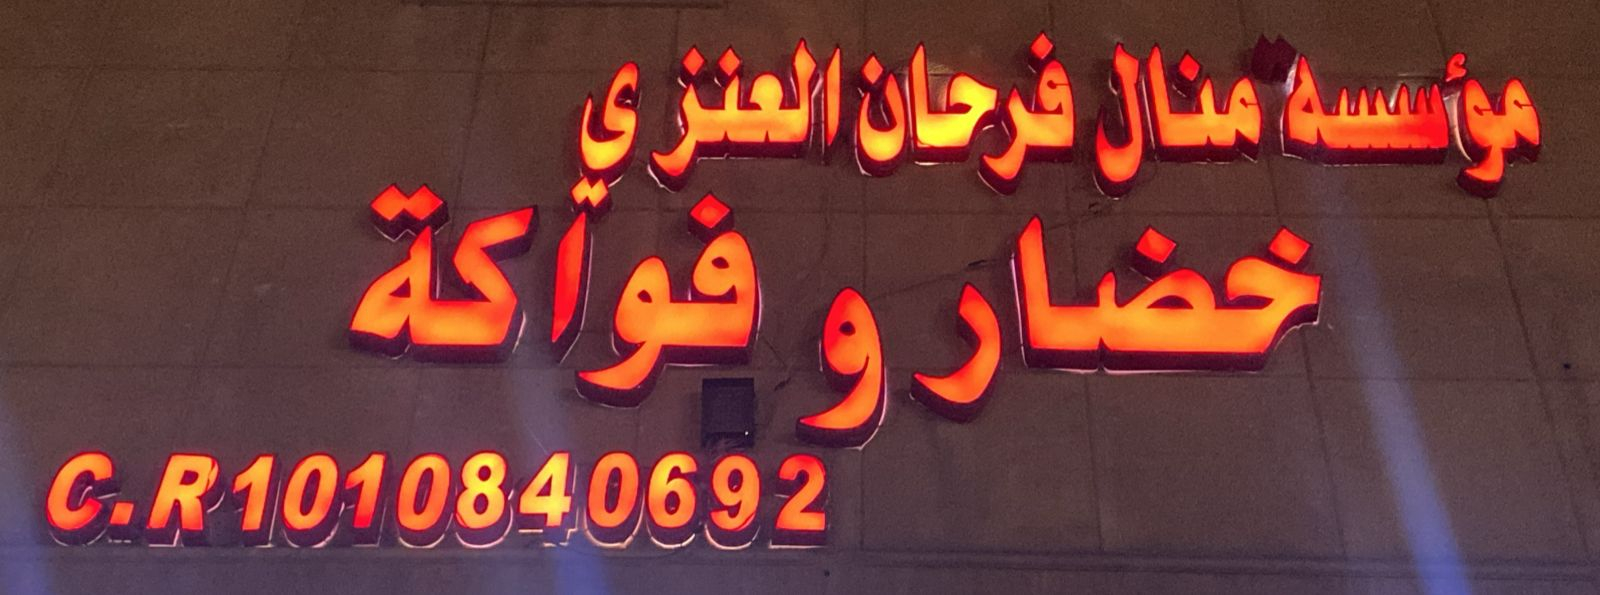 مؤسسه منال فرحان العنزي
خضار و فواكة
C.R 1010840692